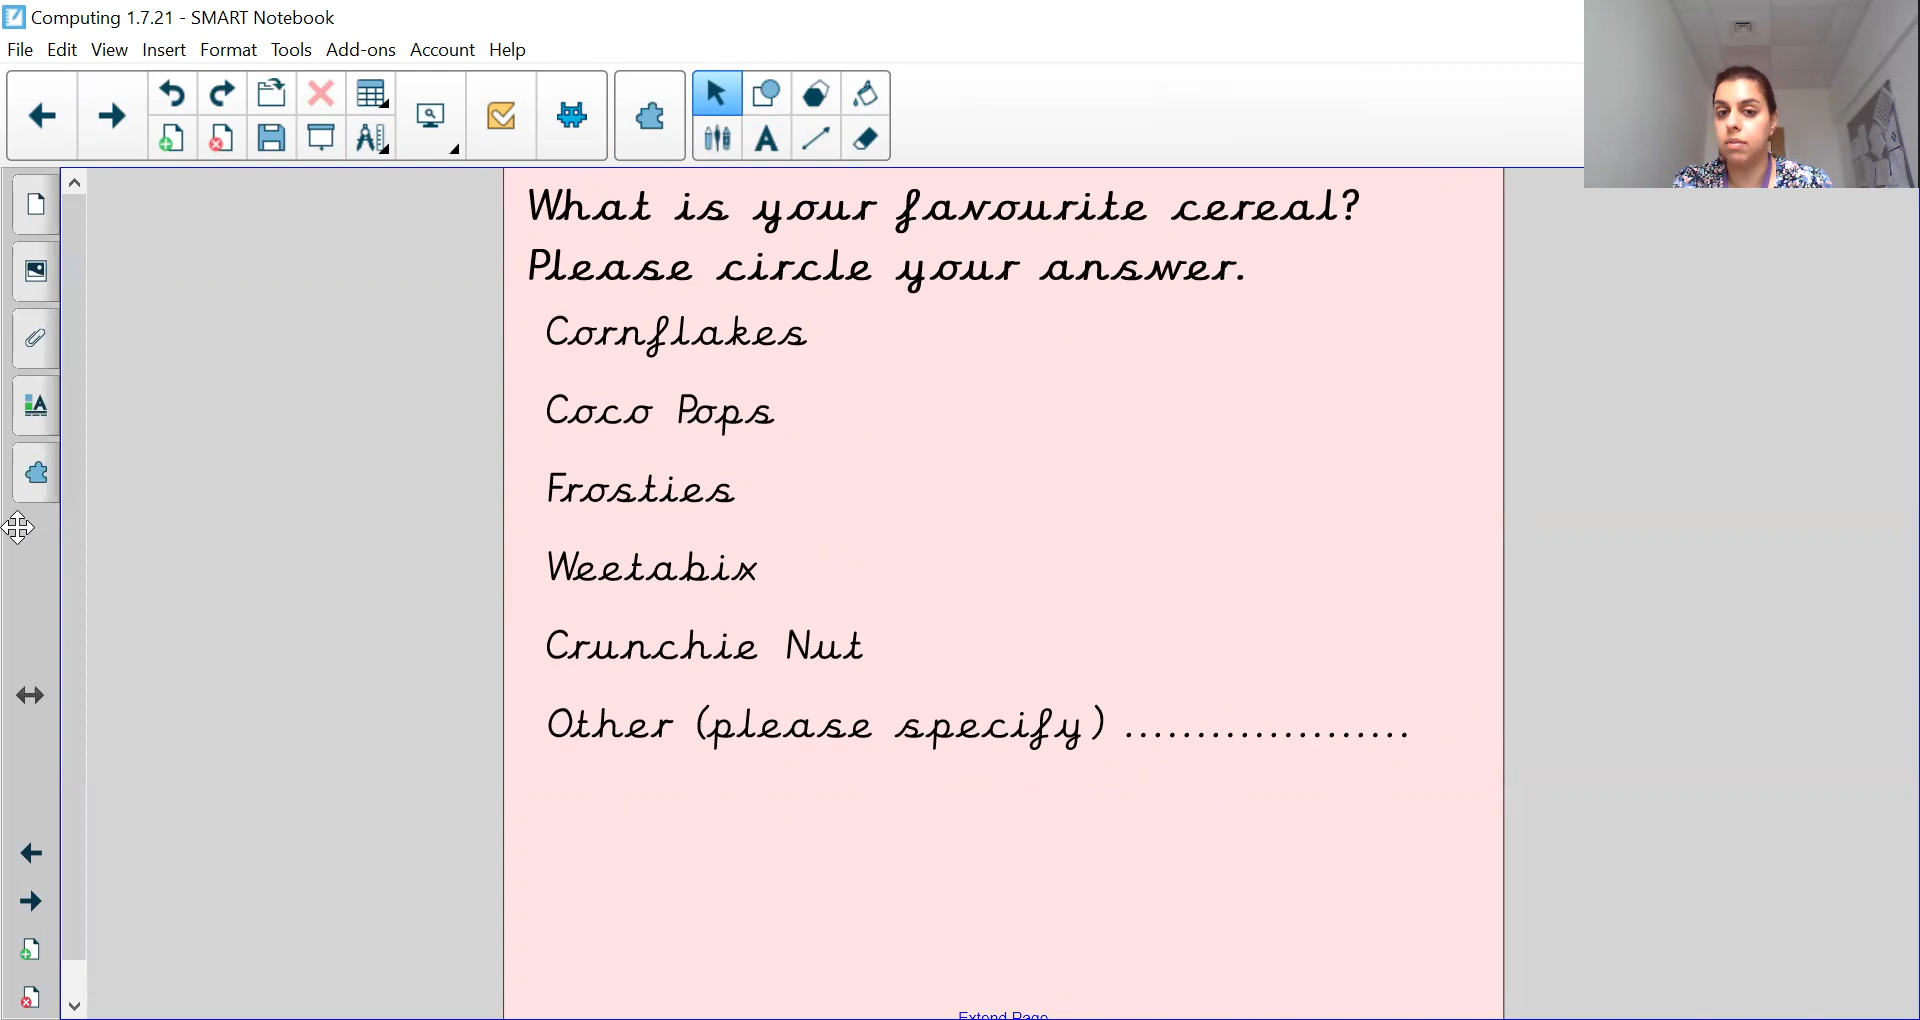 Computing 1.7.21 - SMART Notebook
File Edit View Insert Format Tools Add-ons Account Help
What is your favourite cereal?
Please circle your answer.
Cornflakes
Coco Pops
Frosties
Weetabix
Crunchie Nut
Other (please specify) ....................
Extend Page